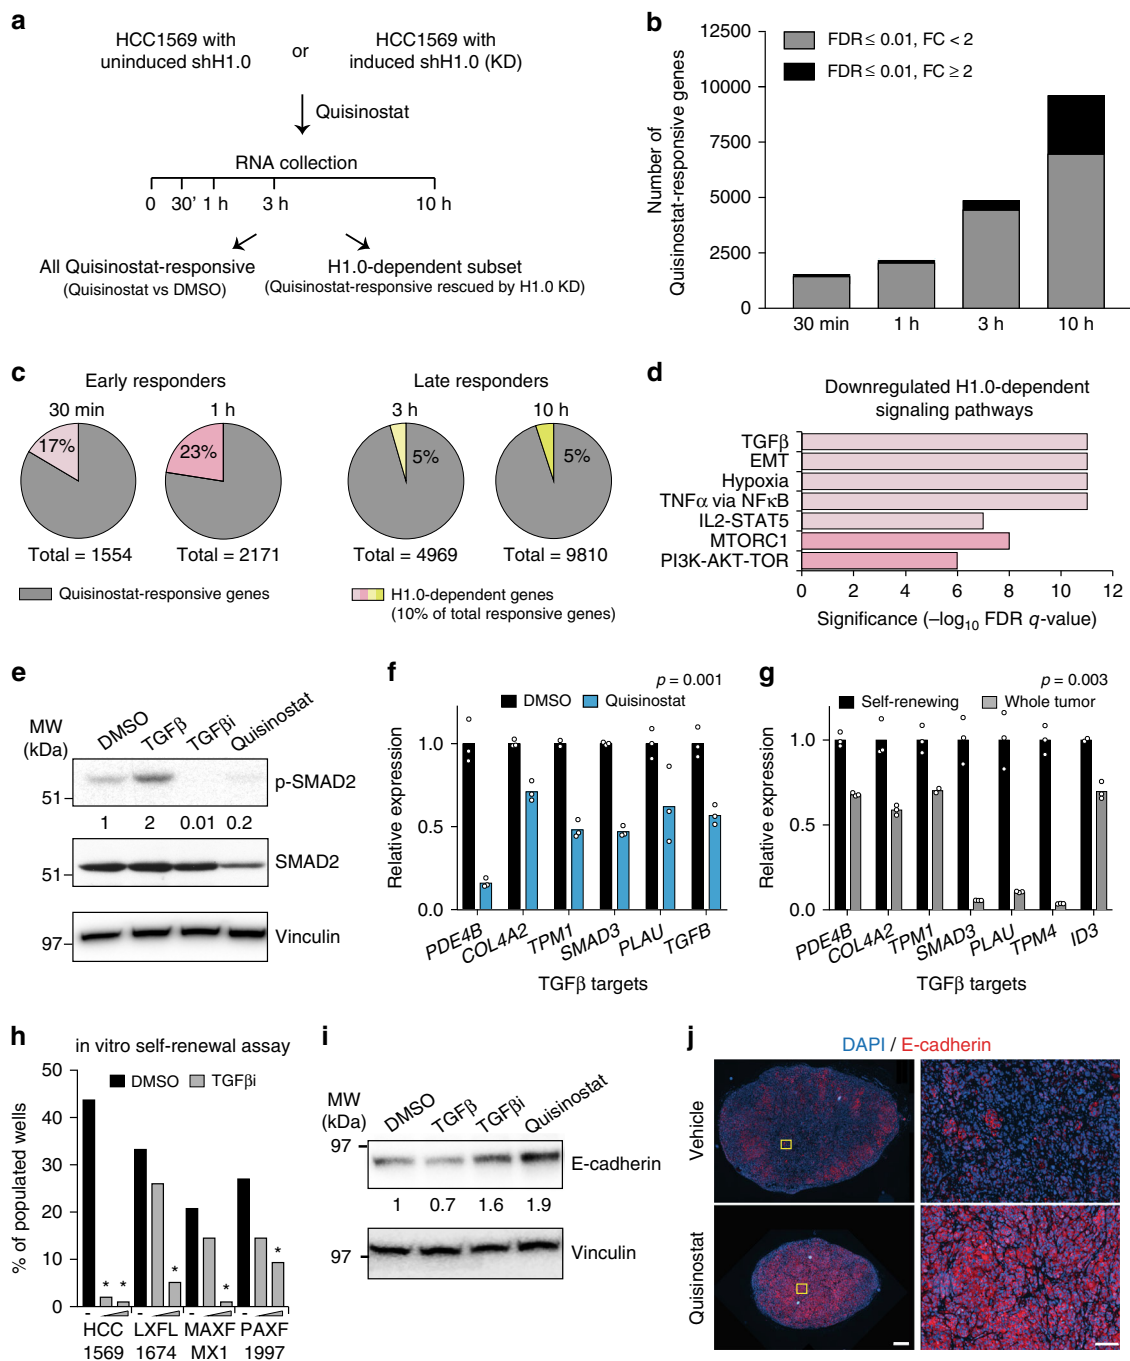 a
HCC1569 with
uninduced shH1.0
or
HCC1569 with
induced shH1.0 (KD)
Quisinostat
RNA collection
0 30' 1 h 3 h 10 h
All Quisinostat-responsive
(Quisinostat vs DMSO)
H1.0-dependent subset
(Quisinostat-responsive rescued by H1.0 KD)
b
Number of
Quisinostat-responsive genes
12500
10000
7500
5000
2500
0
FDR ≤ 0.01, FC < 2
FDR ≤ 0.01, FC ≥ 2
30 min 1 h 3 h 10 h
c
Early responders
Late responders
30 min 1 h 3 h 10 h
17% 23% 5% 5%
Total = 1554 Total = 2171 Total = 4969 Total = 9810
Quisinostat-responsive genes
H1.0-dependent genes
(10% of total responsive genes)
d
Downregulated H1.0-dependent
signaling pathways
TGFβ
EMT
Hypoxia
TNFα via NFκB
IL2-STAT5
MTORC1
PI3K-AKT-TOR
0 2 4 6 8 10 12
Significance (–log10 FDR q-value)
e
MW
(kDa)
DMSO TGFβ TGFβi Quisinostat
p-SMAD2
51
1 2 0.01 0.2
SMAD2
51
Vinculin
97
f
p = 0.001
DMSO Quisinostat
Relative expression
1.0
0.5
0.0
PDE4B COL4A2 TPM1 SMAD3 PLAU TGFB
TGFβ targets
g
p = 0.003
Self-renewing Whole tumor
Relative expression
1.0
0.5
0.0
PDE4B COL4A2 TPM1 SMAD3 PLAU TPM4 ID3
TGFβ targets
h
in vitro self-renewal assay
DMSO TGFβi
% of populated wells
50
40
30
20
10
0
* * * * *
- - - -
HCC LXFL MAXF PAXF
1569 1674 MX1 1997
i
MW
(kDa)
DMSO TGFβ TGFβi Quisinostat
97
E-cadherin
1 0.7 1.6 1.9
97
Vinculin
j
DAPI / E-cadherin
Vehicle
Quisinostat